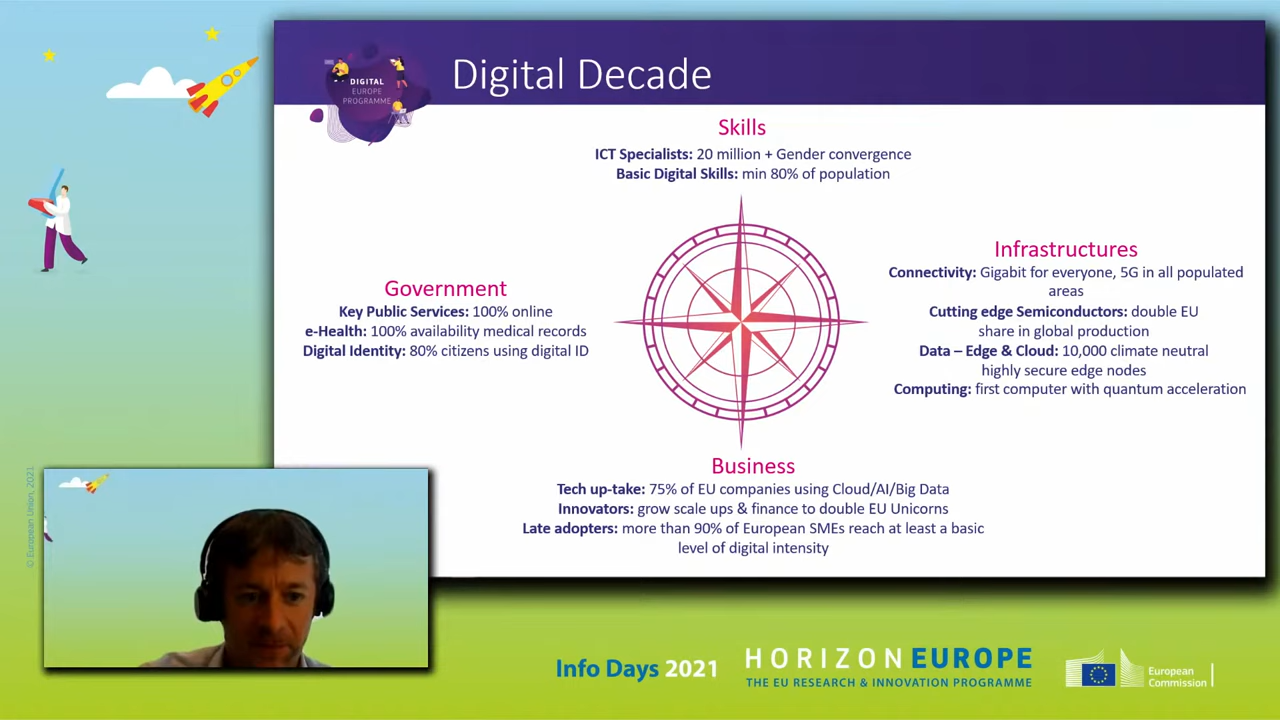 Digital Decade
DIGITAL
EUROPE
PROGRAMME
Skills
ICT Specialists: 20 million + Gender convergence
Basic Digital Skills: min 80% of population
Government
Key Public Services: 100% online
e-Health: 100% availability medical records
Digital Identity: 80% citizens using digital ID
Infrastructures
Connectivity: Gigabit for everyone, 5G in all populated
areas
Cutting edge Semiconductors: double EU
share in global production
Data – Edge & Cloud: 10,000 climate neutral
highly secure edge nodes
Computing: first computer with quantum acceleration
Business
Tech up-take: 75% of EU companies using Cloud/AI/Big Data
Innovators: grow scale ups & finance to double EU Unicorns
Late adopters: more than 90% of European SMEs reach at least a basic
level of digital intensity
© European Union, 2021
Info Days 2021
HORIZON EUROPE
THE EU RESEARCH & INNOVATION PROGRAMME
European
Commission